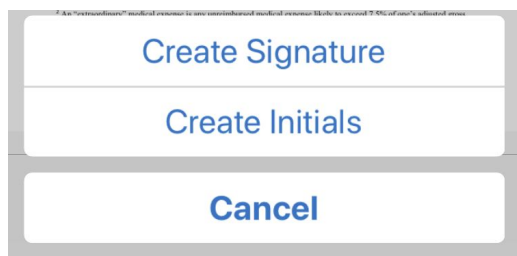 ² An “extraordinary” medical expense is any unreimbursed medical expense likely to exceed 7.5% of one’s adjusted gross
Create Signature
Create Initials
Cancel